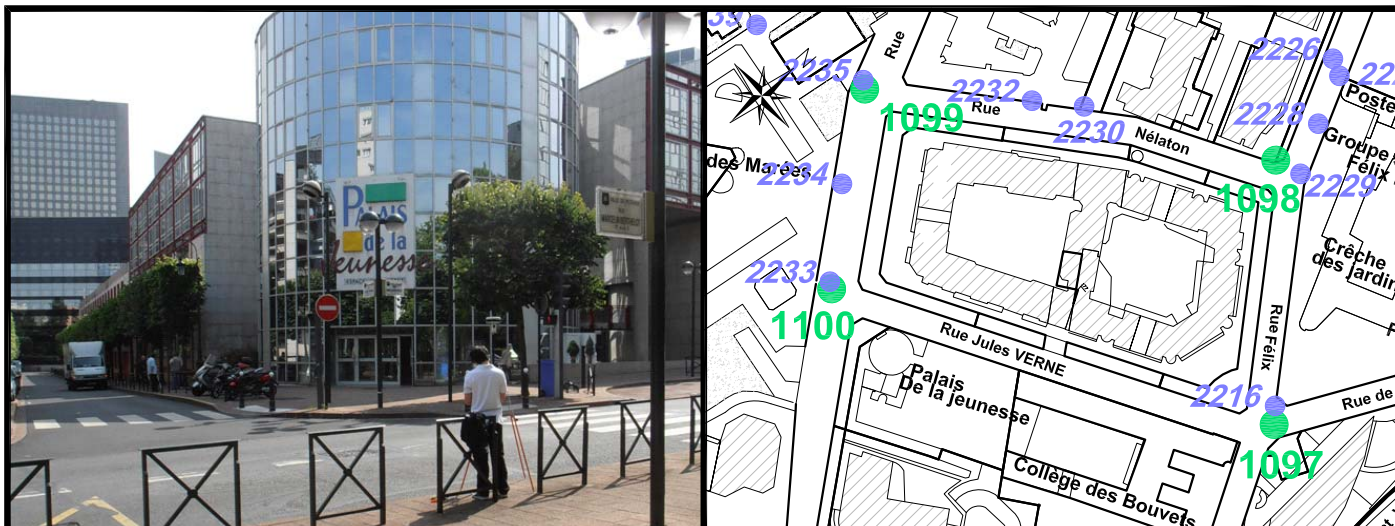 PALAIS
de la
Jeunesse
2235
1099
2232
Rue
Rue
2230
Nélaton
2226
2228
Poste
Groupe
Félix
2229
1098
des Marées
2234
2233
1100
Crêche
des jardin
Rue Jules VERNE
Rue Félix
Palais
De la jeunesse
2216
Rue de
1097
Collège des Bouvets